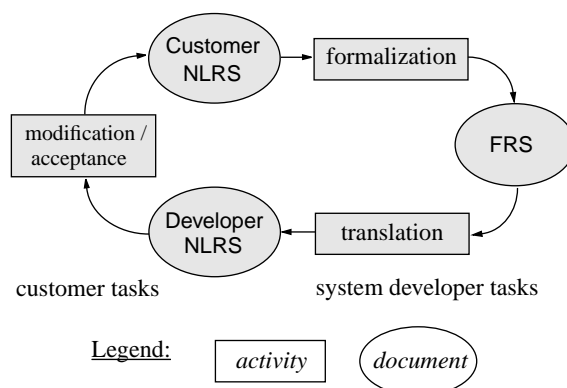 Customer
NLRS
formalization
modification /
acceptance
FRS
Developer
NLRS
translation
customer tasks
system developer tasks
Legend:
activity
document